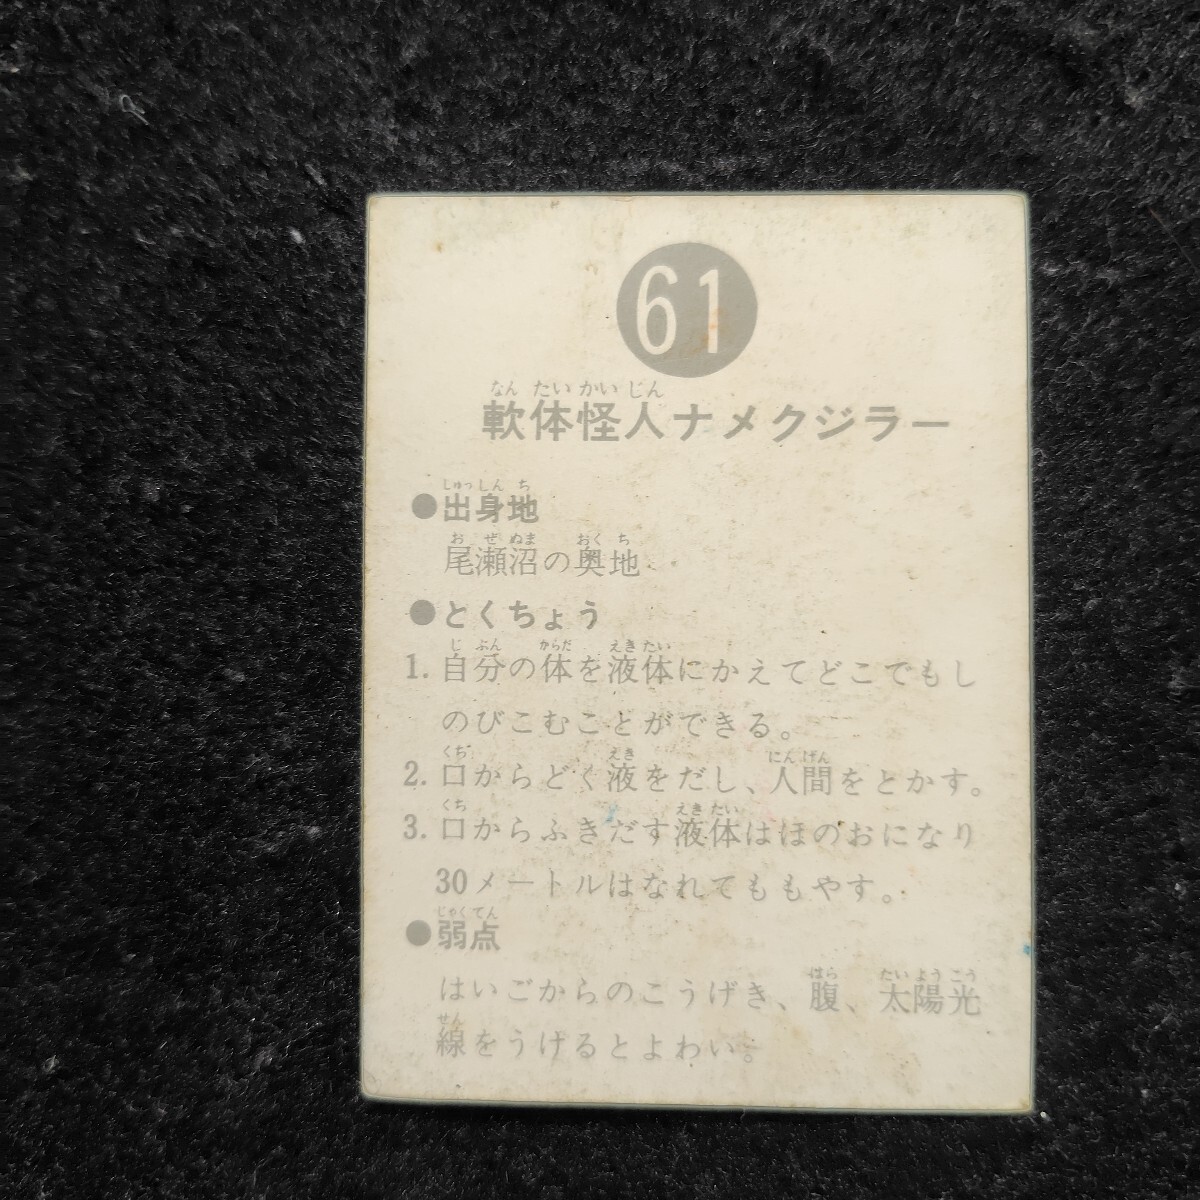 61
なん たい かい じん
軟体怪人ナメクジラー
しゅっしん ち
●出身地
お ぜ ぬま おく ち
尾瀬沼の奥地
●とくちょう
じ ぶん からだ えき たい
1. 自分の体を液体にかえてどこでもし
のびこむことができる。
くち えき にん げん
2. 口からどく液をだし、人間をとかす。
くち えき たい
3. 口からふきだす液体はほのおになり
30メートルはなれてももやす。
じゃく てん
●弱点
はら たい よう こう
はいごからのこうげき、腹、太陽光
せん
線をうけるとよわい。